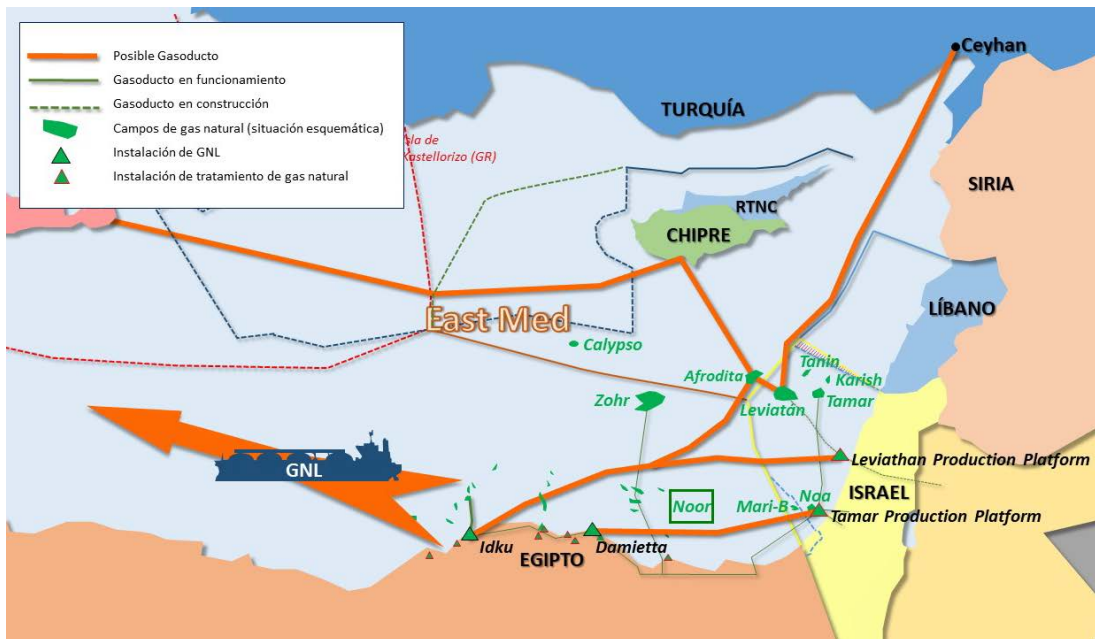 Posible Gasoducto
Gasoducto en funcionamiento
Gasoducto en construcción
Campos de gas natural (situación esquemática)
Instalación de GNL
Instalación de tratamiento de gas natural
Ceyhan
TURQUÍA
Kastellorizo (GR)
SIRIA
RTNC
CHIPRE
LÍBANO
East Med
Calypso
Tanin
Afrodita
Karish
Zohr
Leviatán
Tamar
GNL
Leviathan Production Platform
ISRAEL
Noor
Mari-B
Noa
Tamar Production Platform
Idku
Damietta
EGIPTO